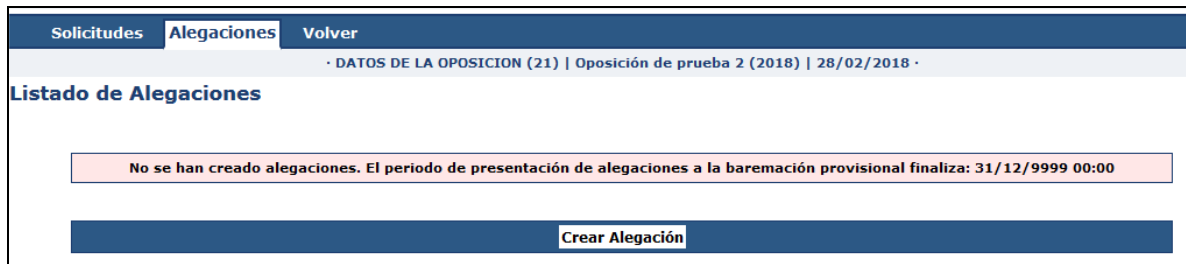 Solicitudes Alegaciones Volver
· DATOS DE LA OPOSICION (21) | Oposición de prueba 2 (2018) | 28/02/2018 ·
Listado de Alegaciones
No se han creado alegaciones. El periodo de presentación de alegaciones a la baremación provisional finaliza: 31/12/9999 00:00
Crear Alegación